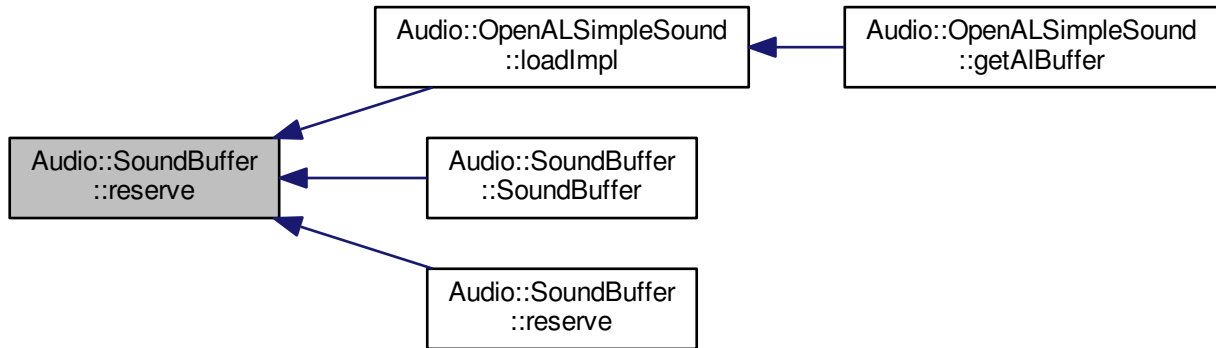 Audio::OpenALSimpleSound
::loadImpl
Audio::OpenALSimpleSound
::getAlBuffer
Audio::SoundBuffer
::reserve
Audio::SoundBuffer
::SoundBuffer
Audio::SoundBuffer
::reserve